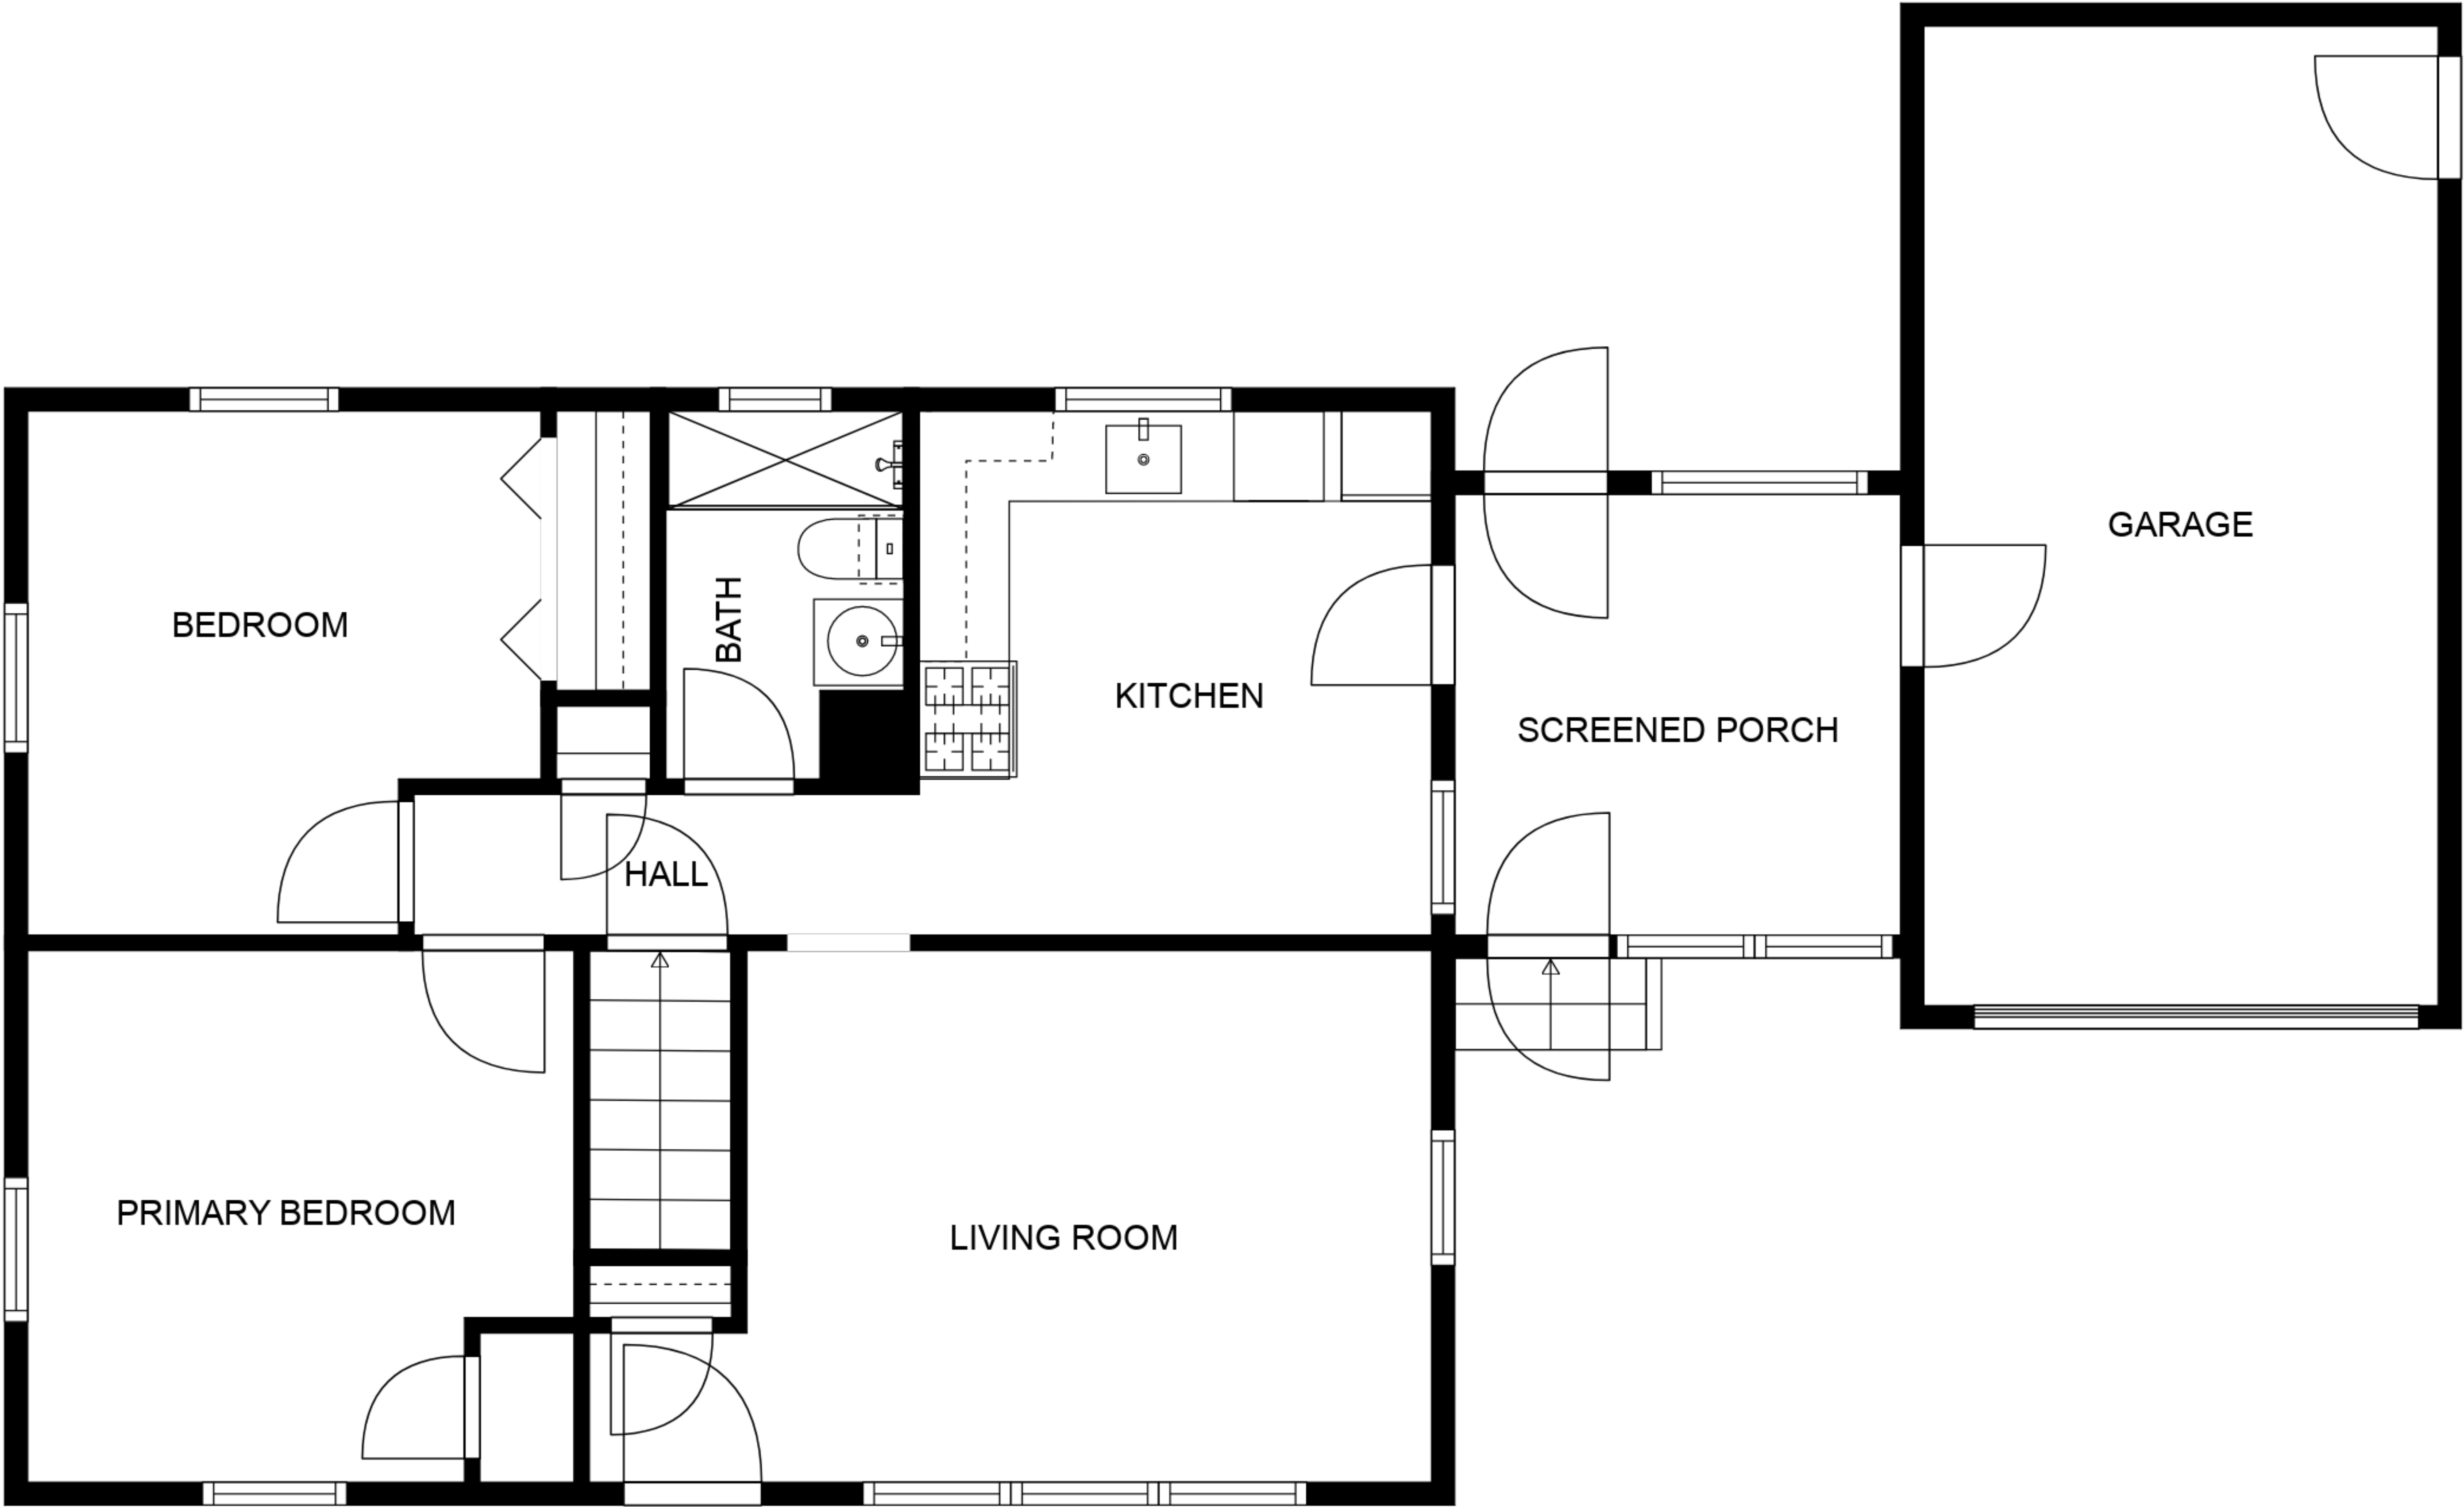 GARAGE
BEDROOM
BATH
KITCHEN
SCREENED PORCH
HALL
PRIMARY BEDROOM
LIVING ROOM